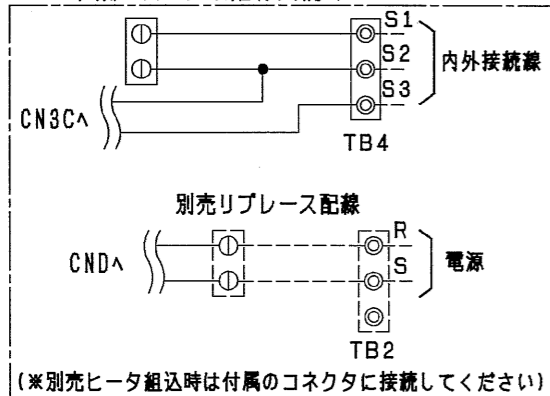 S1
S2
内外接続線
S3
CN3Cへ
TB4
別売リプレース配線
R
CNDへ
電源
S
TB2
(※別売ヒータ組込時は付属のコネクタに接続してください)